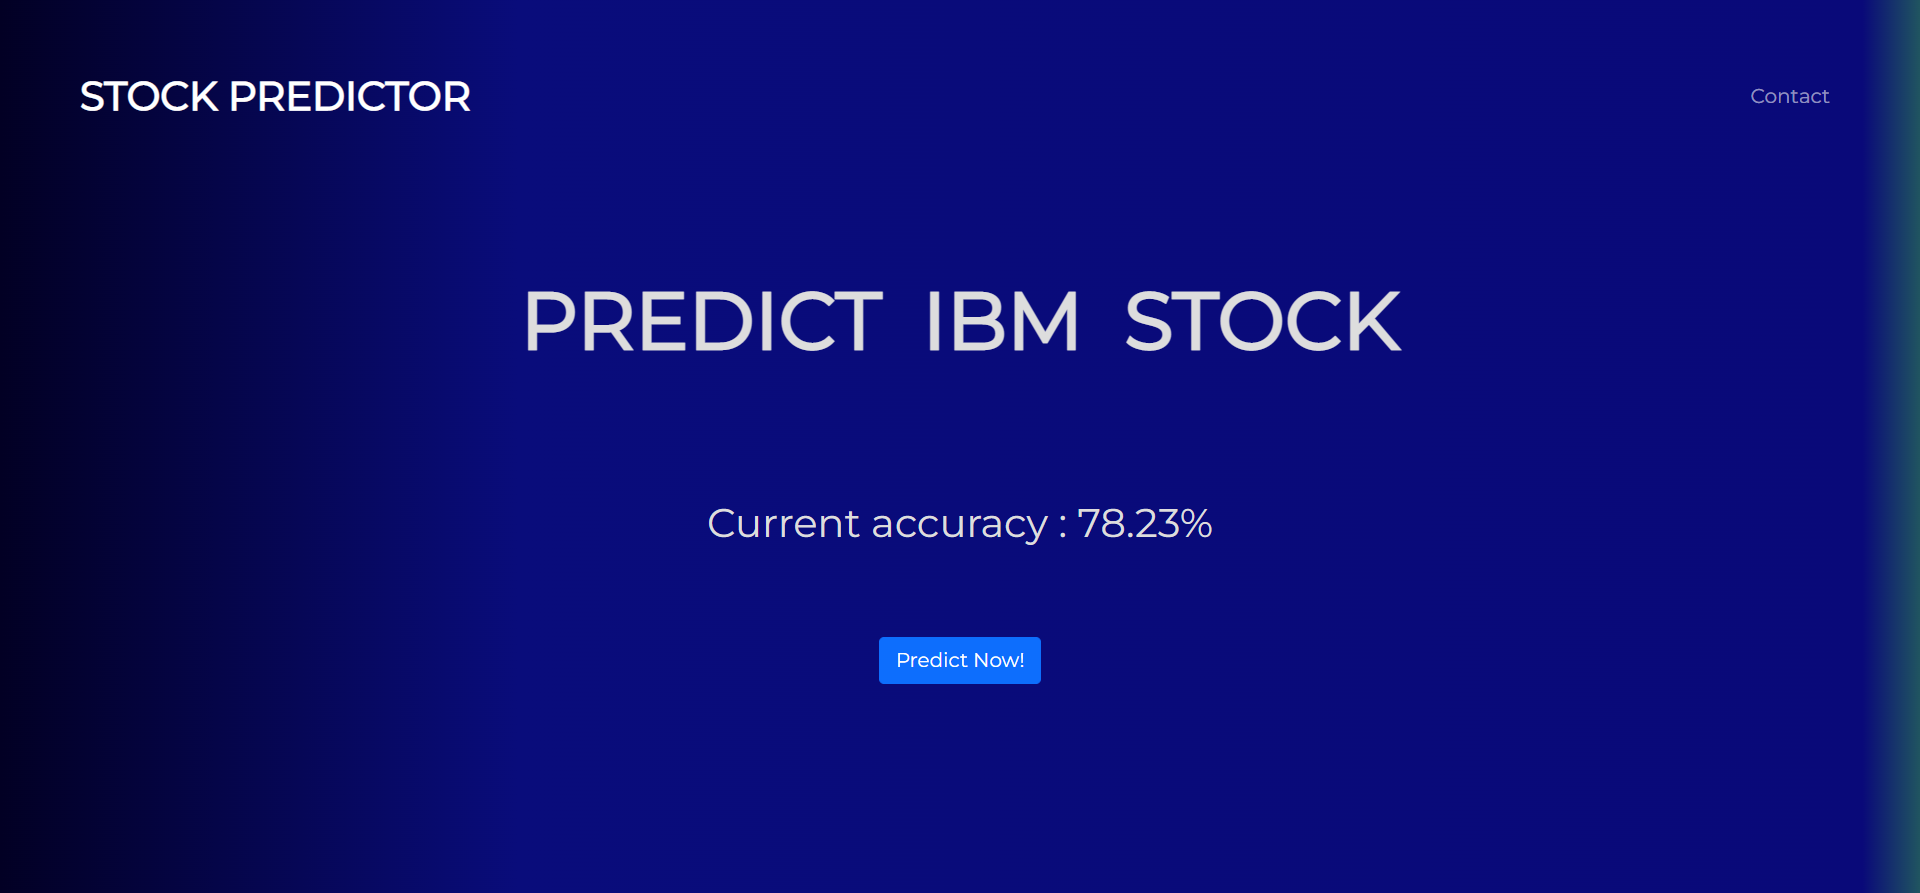 STOCK PREDICTOR
Contact
PREDICT IBM STOCK
Current accuracy : 78.23%
Predict Now!